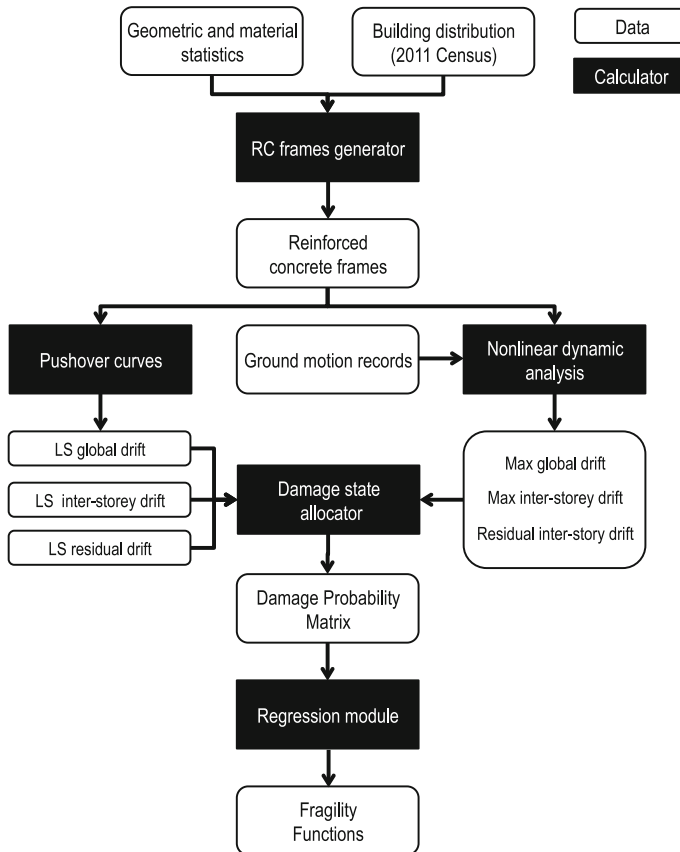 Geometric and material
statistics
Building distribution
(2011 Census)
Data
Calculator
RC frames generator
Reinforced
concrete frames
Pushover curves
Ground motion records
Nonlinear dynamic
analysis
LS global drift
LS inter-storey drift
LS residual drift
Damage state
allocator
Max global drift
Max inter-storey drift
Residual inter-story drift
Damage Probability
Matrix
Regression module
Fragility
Functions